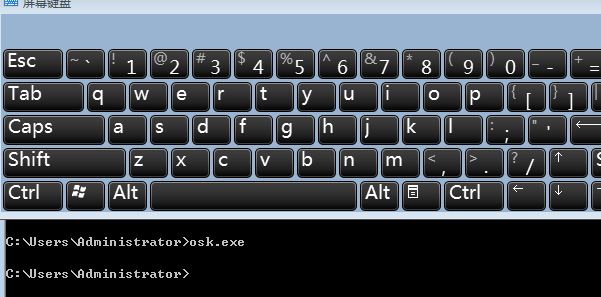 屏幕键盘
Esc ~ ` ! 1 @ 2 # 3 $ 4 % 5 ^ 6 & 7 * 8 ( 9 ) 0 _ - + =
Tab q w e r t y u i o p { [ } ] |
Caps a s d f g h j k l : ; " ' ←
Shift z x c v b n m < , > . ? / ↑ S
Ctrl Alt Alt Ctrl ← ↓ →
C:\Users\Administrator>osk.exe
C:\Users\Administrator>